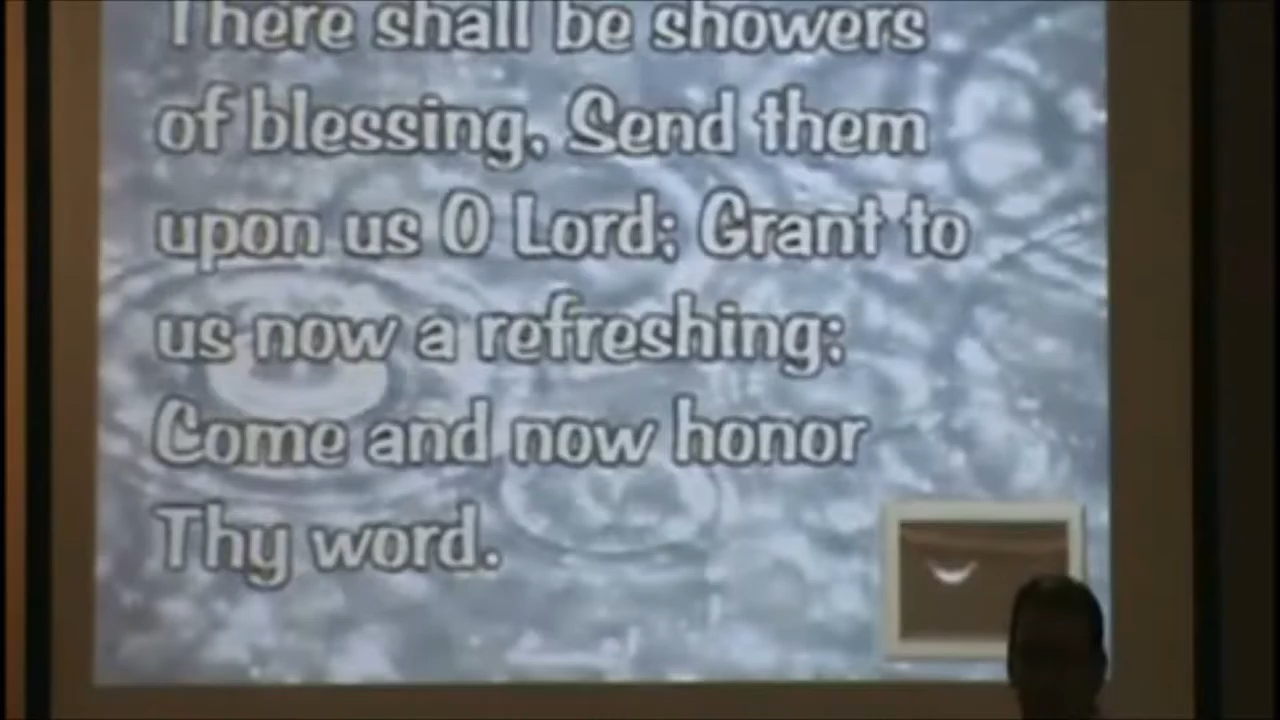 There shall be showers
of blessing, Send them
upon us O Lord; Grant to
us now a refreshing;
Come and now honor
Thy word.